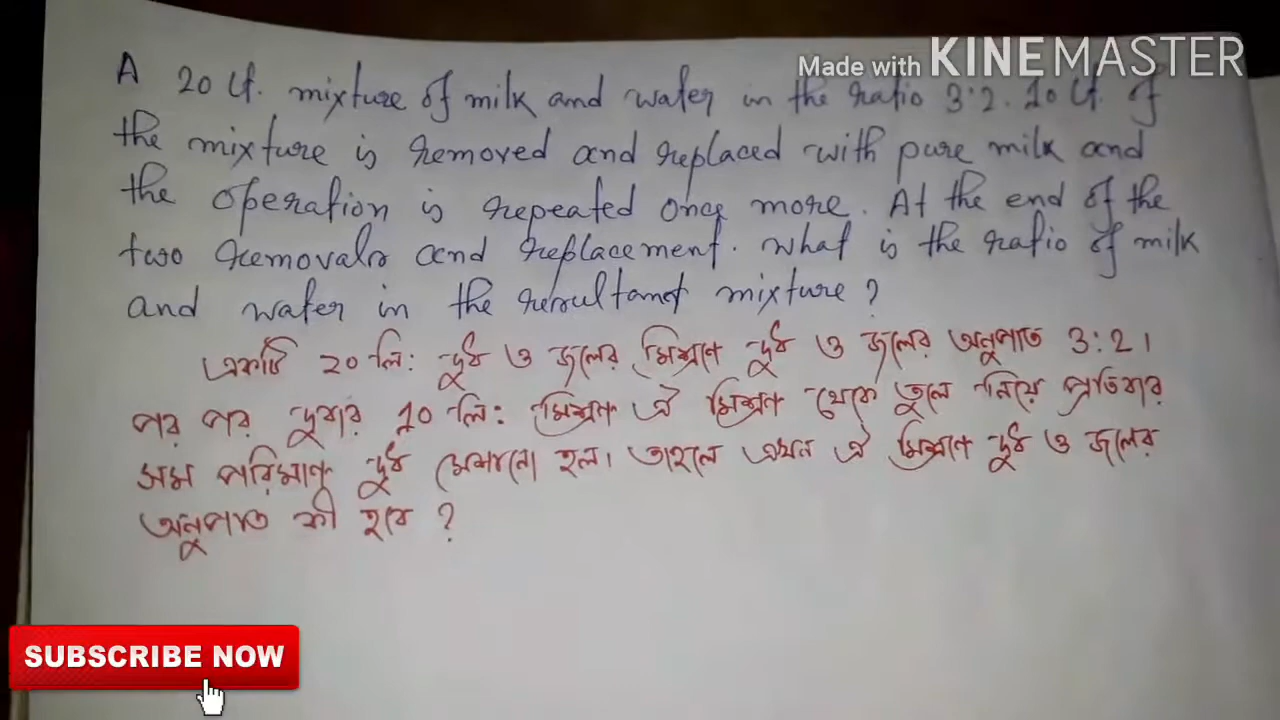 Made with KINEMASTER
A 20 lt. mixture of milk and water in the ratio 3:2. 10 lt. of
the mixture is removed and replaced with pure milk and
the operation is repeated once more. At the end of the
two removals and replacement. What is the ratio of milk
and water in the resultant mixture ?
একটি 20 লি: দুধ ও জলের মিশ্রণে দুধ ও জলের অনুপাত 3:2।
পর পর দুবার 10 লি: মিশ্রণ ঐ মিশ্রণ থেকে তুলে নিয়ে প্রতিবার
সম পরিমাণ দুধ মেশানো হল। তাহলে এখন ঐ মিশ্রণে দুধ ও জলের
অনুপাত কী হবে ?
SUBSCRIBE NOW